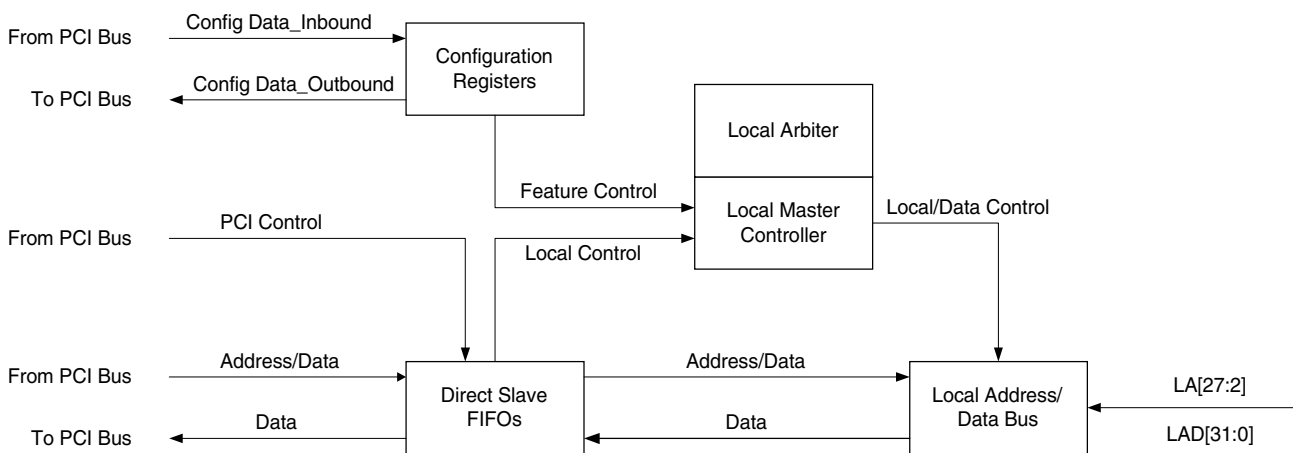 Config Data_Inbound
From PCI Bus
Configuration
Registers
Config Data_Outbound
To PCI Bus
Local Arbiter
Feature Control
Local Master
Controller
Local/Data Control
PCI Control
From PCI Bus
Local Control
Address/Data
From PCI Bus
Direct Slave
FIFOs
Address/Data
Local Address/
Data Bus
LA[27:2]
Data
To PCI Bus
Data
LAD[31:0]